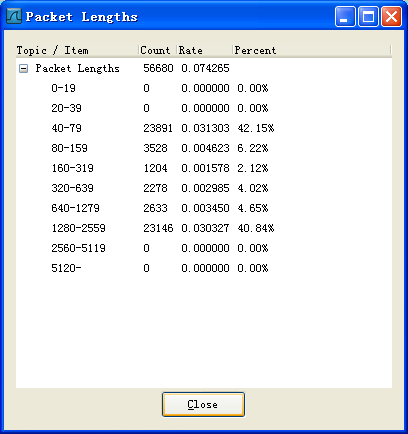 Packet Lengths
Topic / Item Count Rate Percent
Packet Lengths 56680 0.074265
0-19 0 0.000000 0.00%
20-39 0 0.000000 0.00%
40-79 23891 0.031303 42.15%
80-159 3528 0.004623 6.22%
160-319 1204 0.001578 2.12%
320-639 2278 0.002985 4.02%
640-1279 2633 0.003450 4.65%
1280-2559 23146 0.030327 40.84%
2560-5119 0 0.000000 0.00%
5120- 0 0.000000 0.00%
Close